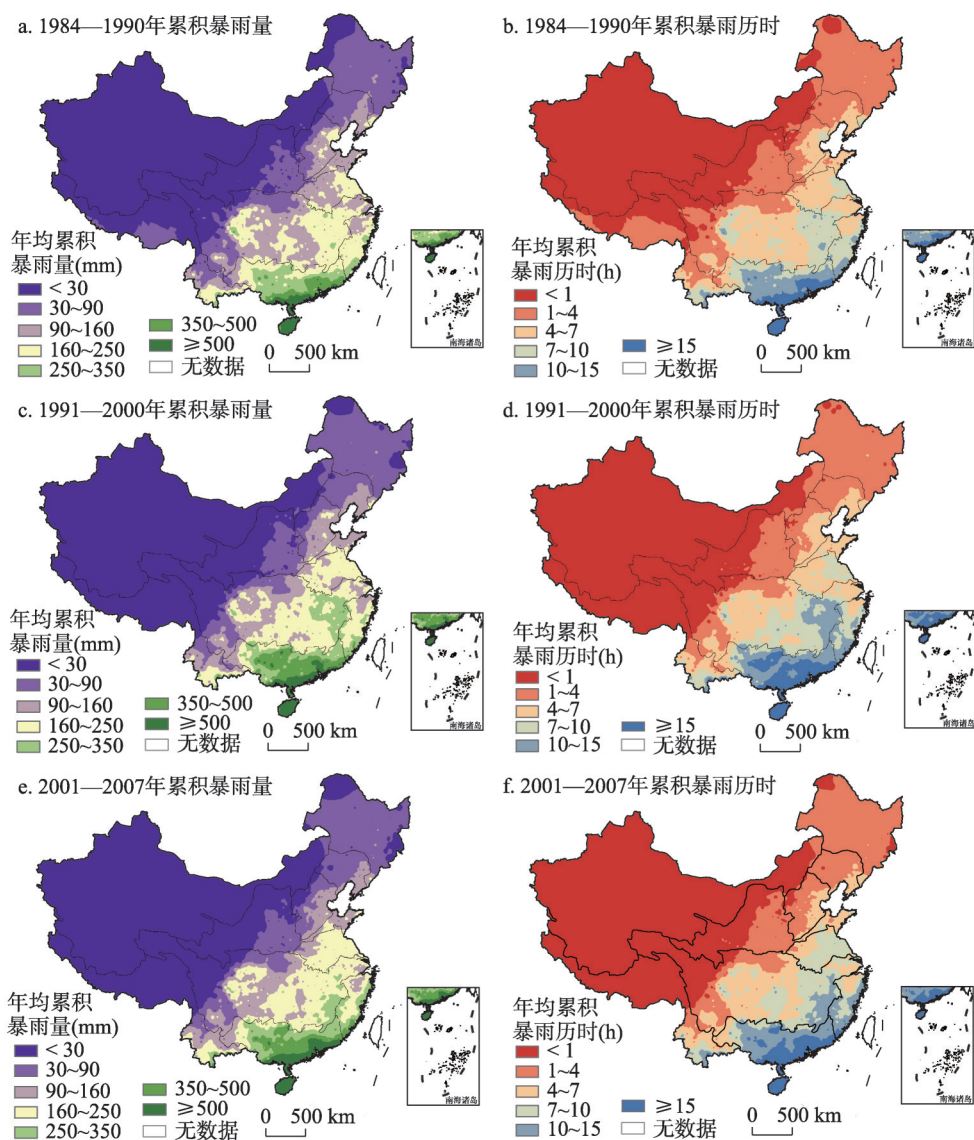 a. 1984—1990年累积暴雨量
年均累积
暴雨量(mm)
< 30
30~90
90~160
160~250
250~350
350~500
≥500
无数据
0 500 km
南海诸岛
b. 1984—1990年累积暴雨历时
年均累积
暴雨历时(h)
< 1
1~4
4~7
7~10
10~15
≥15
无数据
0 500 km
南海诸岛
c. 1991—2000年累积暴雨量
年均累积
暴雨量(mm)
< 30
30~90
90~160
160~250
250~350
350~500
≥500
无数据
0 500 km
南海诸岛
d. 1991—2000年累积暴雨历时
年均累积
暴雨历时(h)
< 1
1~4
4~7
7~10
10~15
≥15
无数据
0 500 km
南海诸岛
e. 2001—2007年累积暴雨量
年均累积
暴雨量(mm)
< 30
30~90
90~160
160~250
250~350
350~500
≥500
无数据
0 500 km
南海诸岛
f. 2001—2007年累积暴雨历时
年均累积
暴雨历时(h)
< 1
1~4
4~7
7~10
10~15
≥15
无数据
0 500 km
南海诸岛